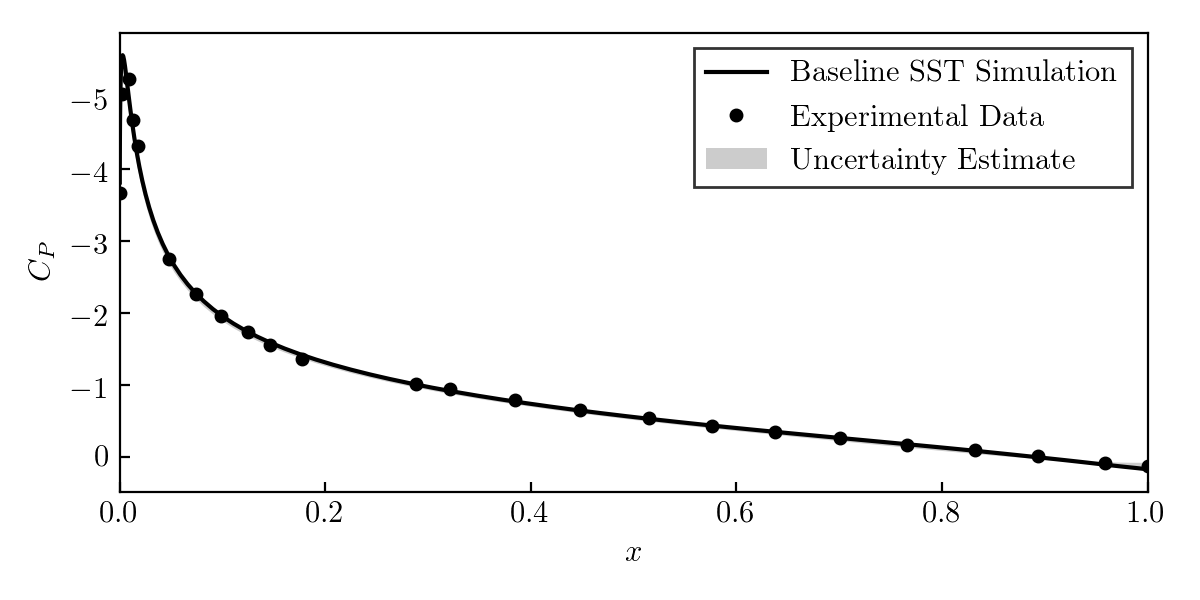 Baseline SST Simulation
Experimental Data
Uncertainty Estimate
−5
−4
−3
−2
−1
0
C_P
0.0 0.2 0.4 0.6 0.8 1.0
x